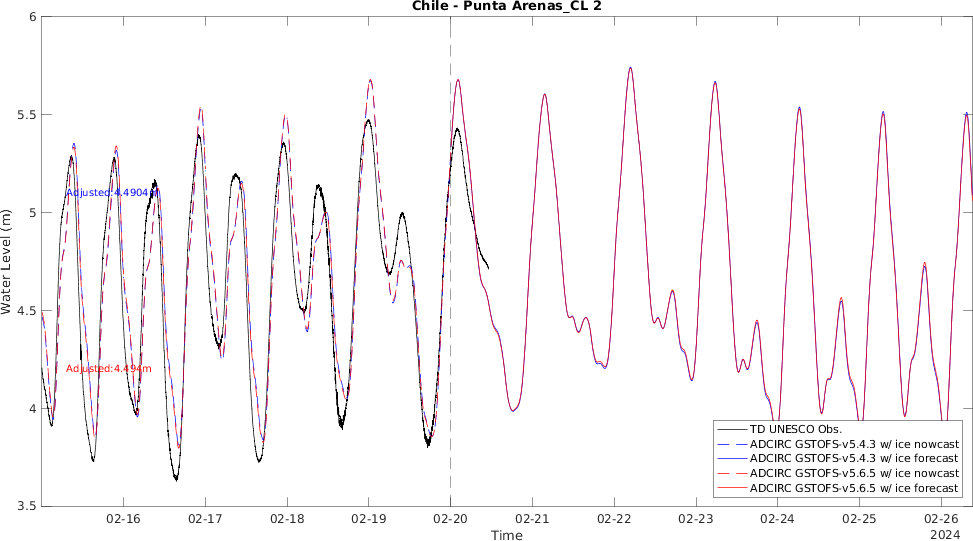 Chile - Punta Arenas_CL 2
6
5.5
5
4.5
4
3.5
Water Level (m)
Adjusted:4.4904m
Adjusted:4.494m
02-16
02-17
02-18
02-19
02-20
02-21
02-22
02-23
02-24
02-25
02-26
2024
Time
TD UNESCO Obs.
ADCIRC GSTOFS-v5.4.3 w/ ice nowcast
ADCIRC GSTOFS-v5.4.3 w/ ice forecast
ADCIRC GSTOFS-v5.6.5 w/ ice nowcast
ADCIRC GSTOFS-v5.6.5 w/ ice forecast